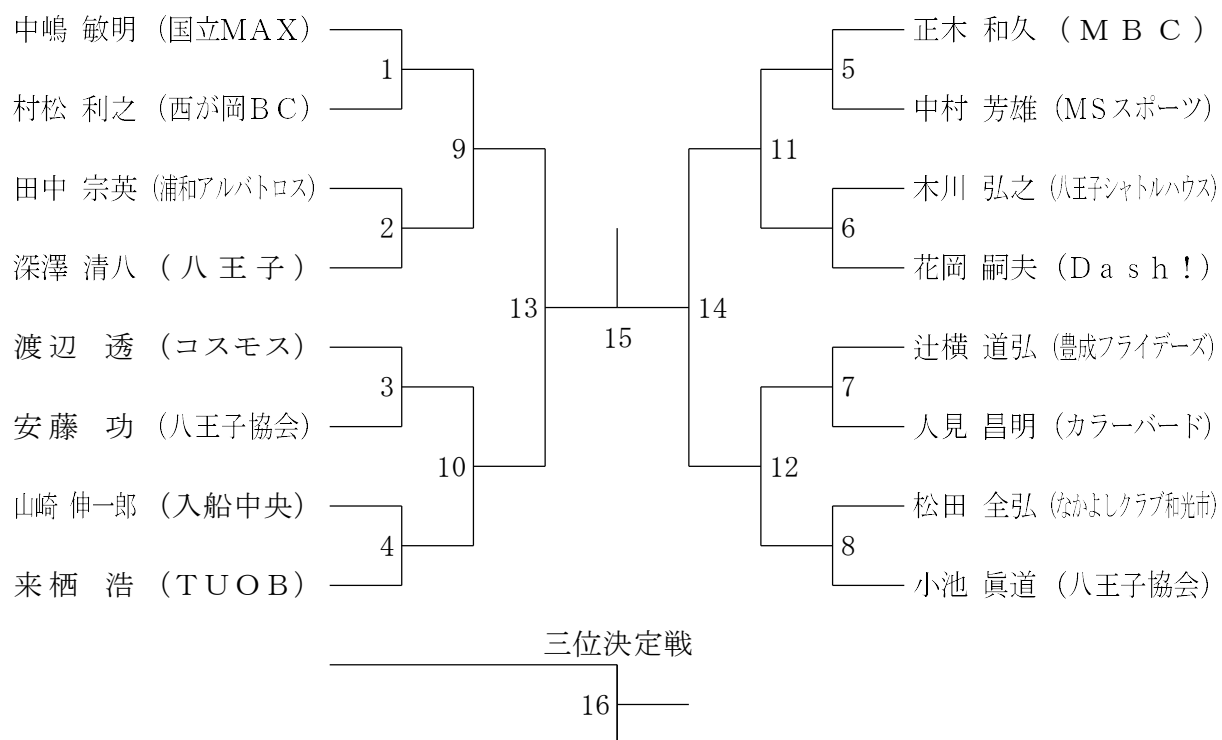 中嶋 敏明 (国立MAX)
1
村松 利之 (西が岡BC)
9
田中 宗英 (浦和アルバトロス)
2
深澤 清八 (八王子)
13
渡辺 透 (コスモス)
3
安藤 功 (八王子協会)
10
山崎 伸一郎 (入船中央)
4
来栖 浩 (TUOB)
15
正木 和久 (MBC)
5
中村 芳雄 (MSスポーツ)
11
木川 弘之 (八王子シャトルハウス)
6
花岡 嗣夫 (Dash!)
14
辻横 道弘 (豊成フライデーズ)
7
人見 昌明 (カラーバード)
12
松田 全弘 (なかよしクラブ和光市)
8
小池 眞道 (八王子協会)
三位決定戦
16